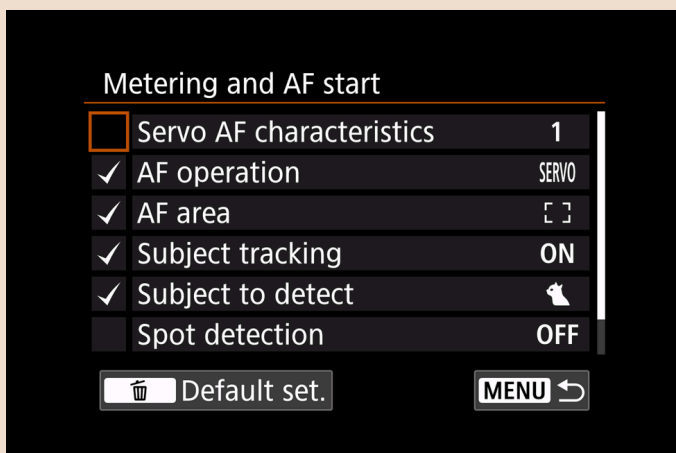 Metering and AF start
Servo AF characteristics 1
AF operation SERVO
AF area
Subject tracking ON
Subject to detect
Spot detection OFF
Default set. MENU